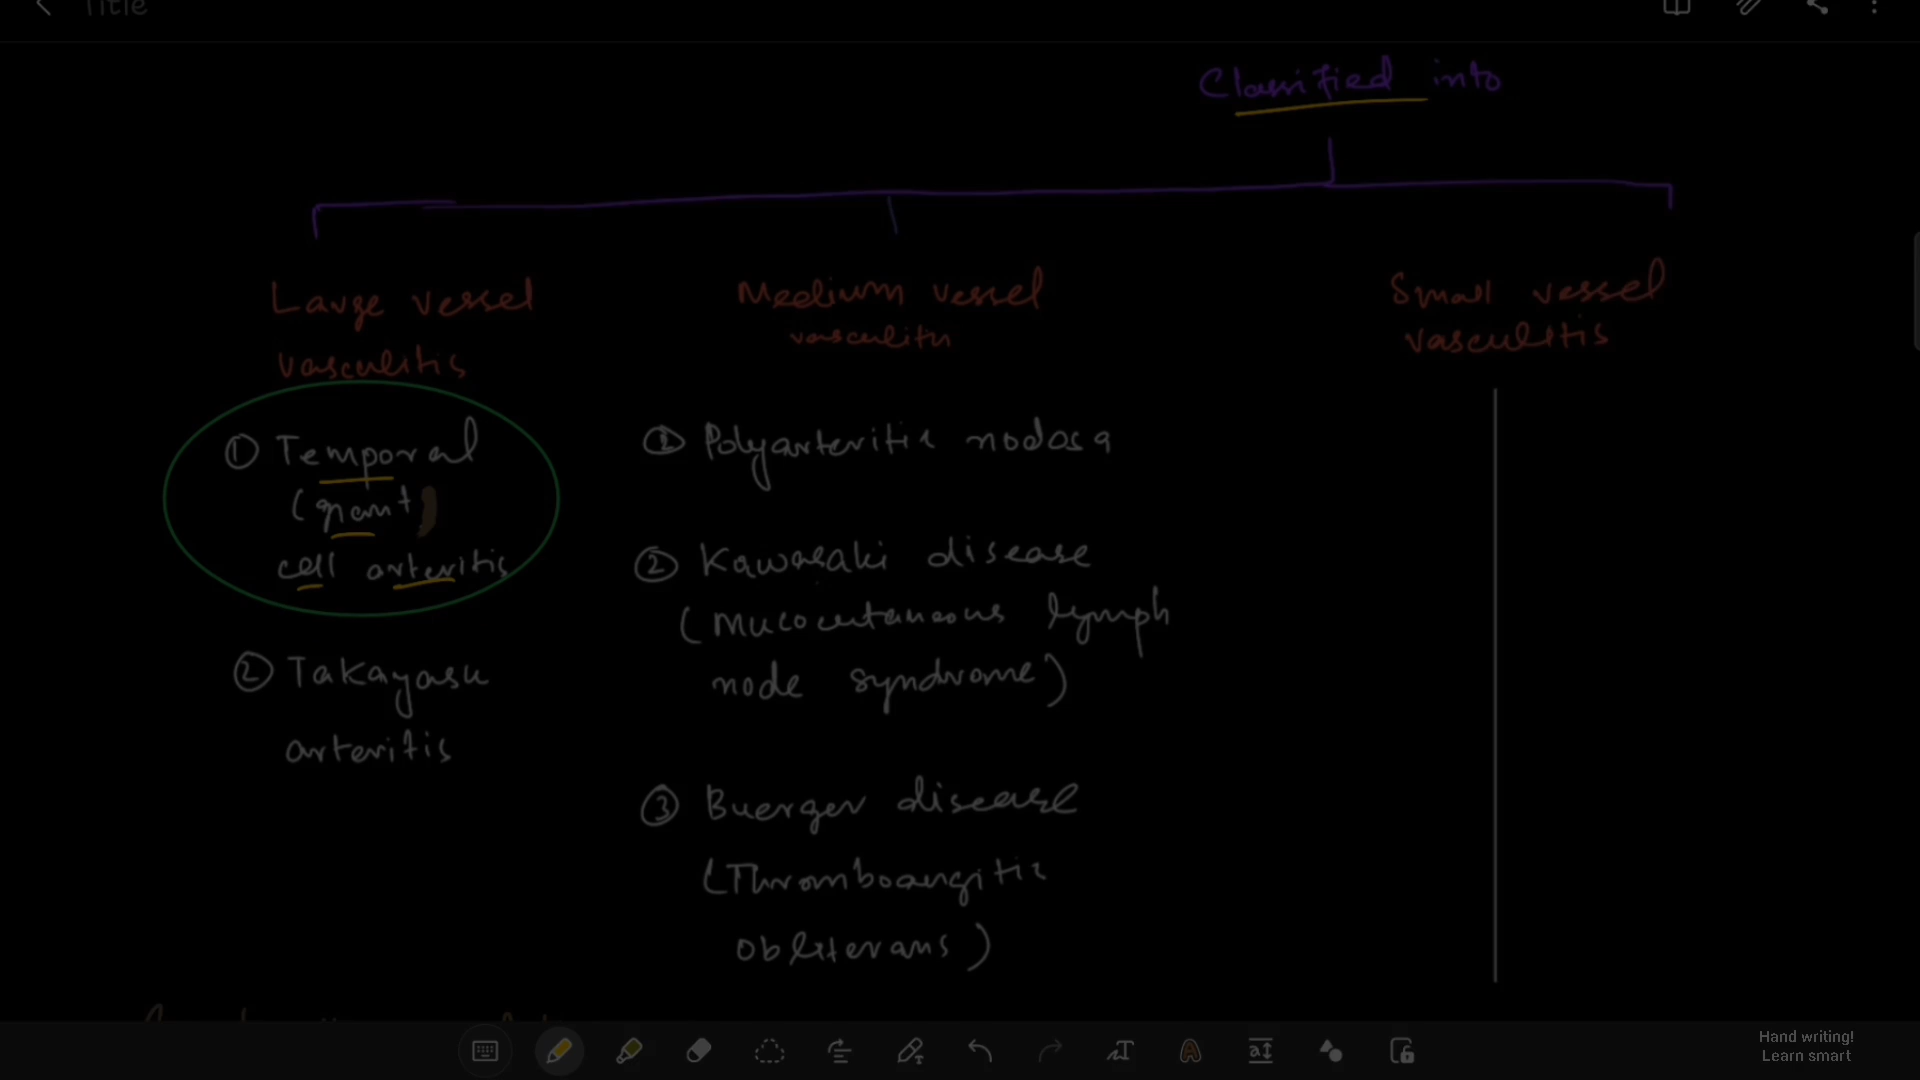 Title
Classified into
Large vessel
vasculitis
Medium vessel
vasculitis
Small vessel
vasculitis
① Temporal
(giant)
cell arteritis
② Takayasu
arteritis
① Polyarteritis nodosa
② Kawasaki disease
(Mucocutaneous lymph
node syndrome)
③ Buerger disease
(Thromboangitis
obliterans)
Hand writing!
Learn smart